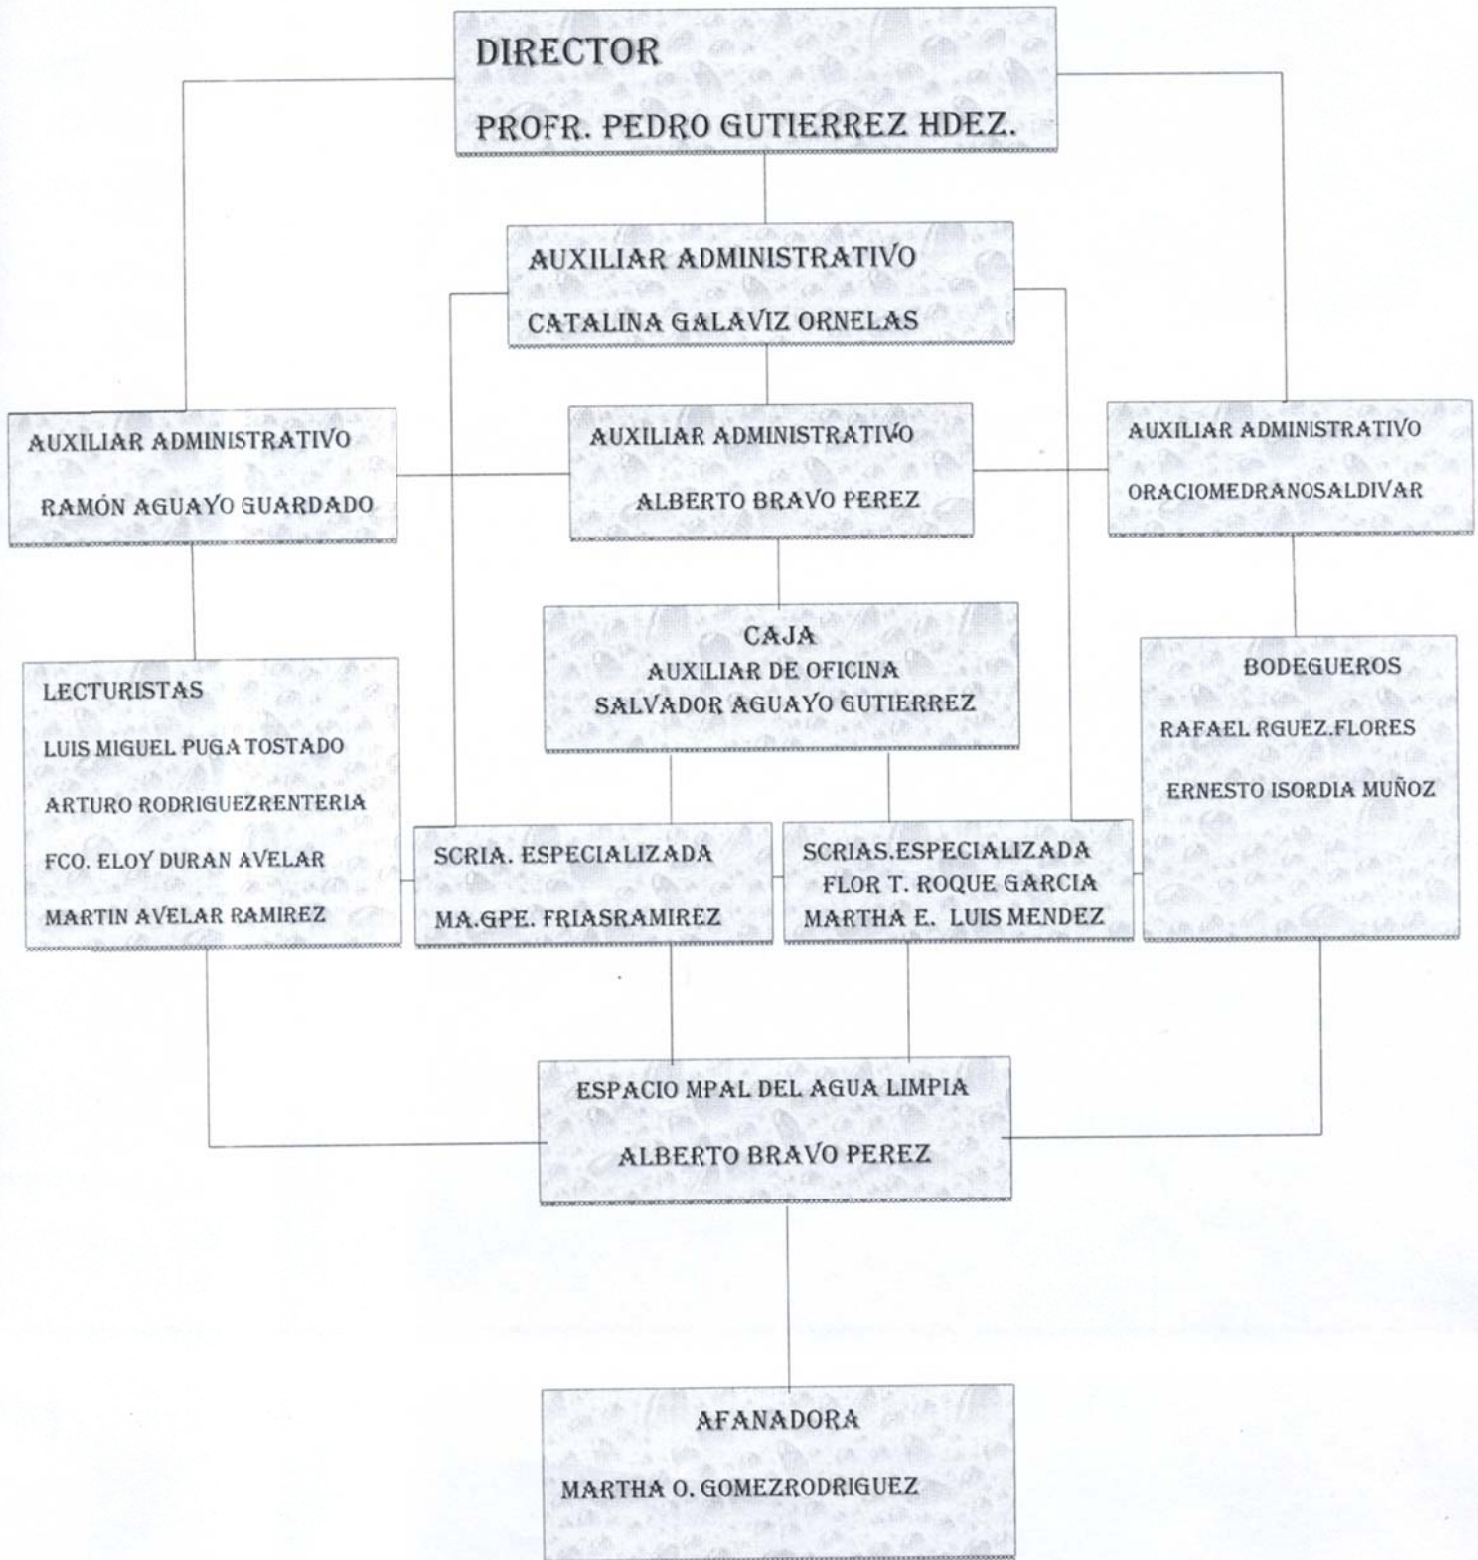 DIRECTOR
PROFR. PEDRO GUTIERREZ HDEZ.
AUXILIAR ADMINISTRATIVO
CATALINA GALAVIZ ORNELAS
AUXILIAR ADMINISTRATIVO
RAMÓN AGUAYO GUARDADO
AUXILIAR ADMINISTRATIVO
ALBERTO BRAVO PEREZ
AUXILIAR ADMINISTRATIVO
ORACIOMEDRANOSALDIVAR
CAJA
AUXILIAR DE OFICINA
SALVADOR AGUAYO GUTIERREZ
LECTURISTAS
LUIS MIGUEL PUGA TOSTADO
ARTURO RODRIGUEZRENTERIA
FCO. ELOY DURAN AVELAR
MARTIN AVELAR RAMIREZ
BODEGUEROS
RAFAEL RGUEZ.FLORES
ERNESTO ISORDIA MUÑOZ
SCRIA. ESPECIALIZADA
MA.GPE. FRIASRAMIREZ
SCRIAS.ESPECIALIZADA
FLOR T. ROQUE GARCIA
MARTHA E. LUIS MENDEZ
ESPACIO MPAL DEL AGUA LIMPIA
ALBERTO BRAVO PEREZ
AFANADORA
MARTHA O. GOMEZRODRIGUEZ